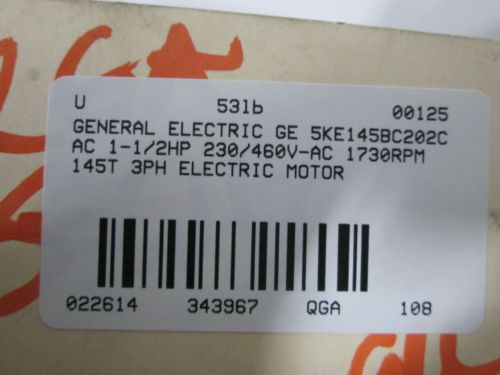 U 53lb 00125
GENERAL ELECTRIC GE 5KE145BC202C
AC 1-1/2HP 230/460V-AC 1730RPM
145T 3PH ELECTRIC MOTOR
022614 343967 QGA 108